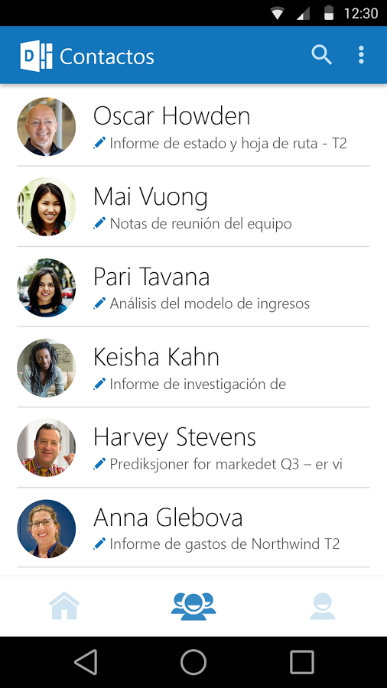 12:30
D
Contactos
Oscar Howden
Informe de estado y hoja de ruta - T2
Mai Vuong
Notas de reunión del equipo
Pari Tavana
Análisis del modelo de ingresos
Keisha Kahn
Informe de investigación de
Harvey Stevens
Prediksjoner for markedet Q3 – er vi
Anna Glebova
Informe de gastos de Northwind T2